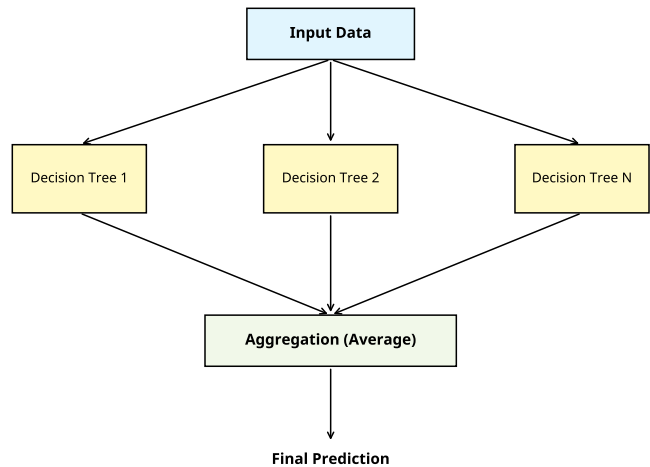 Input Data
Decision Tree 1
Decision Tree 2
Decision Tree N
Aggregation (Average)
Final Prediction